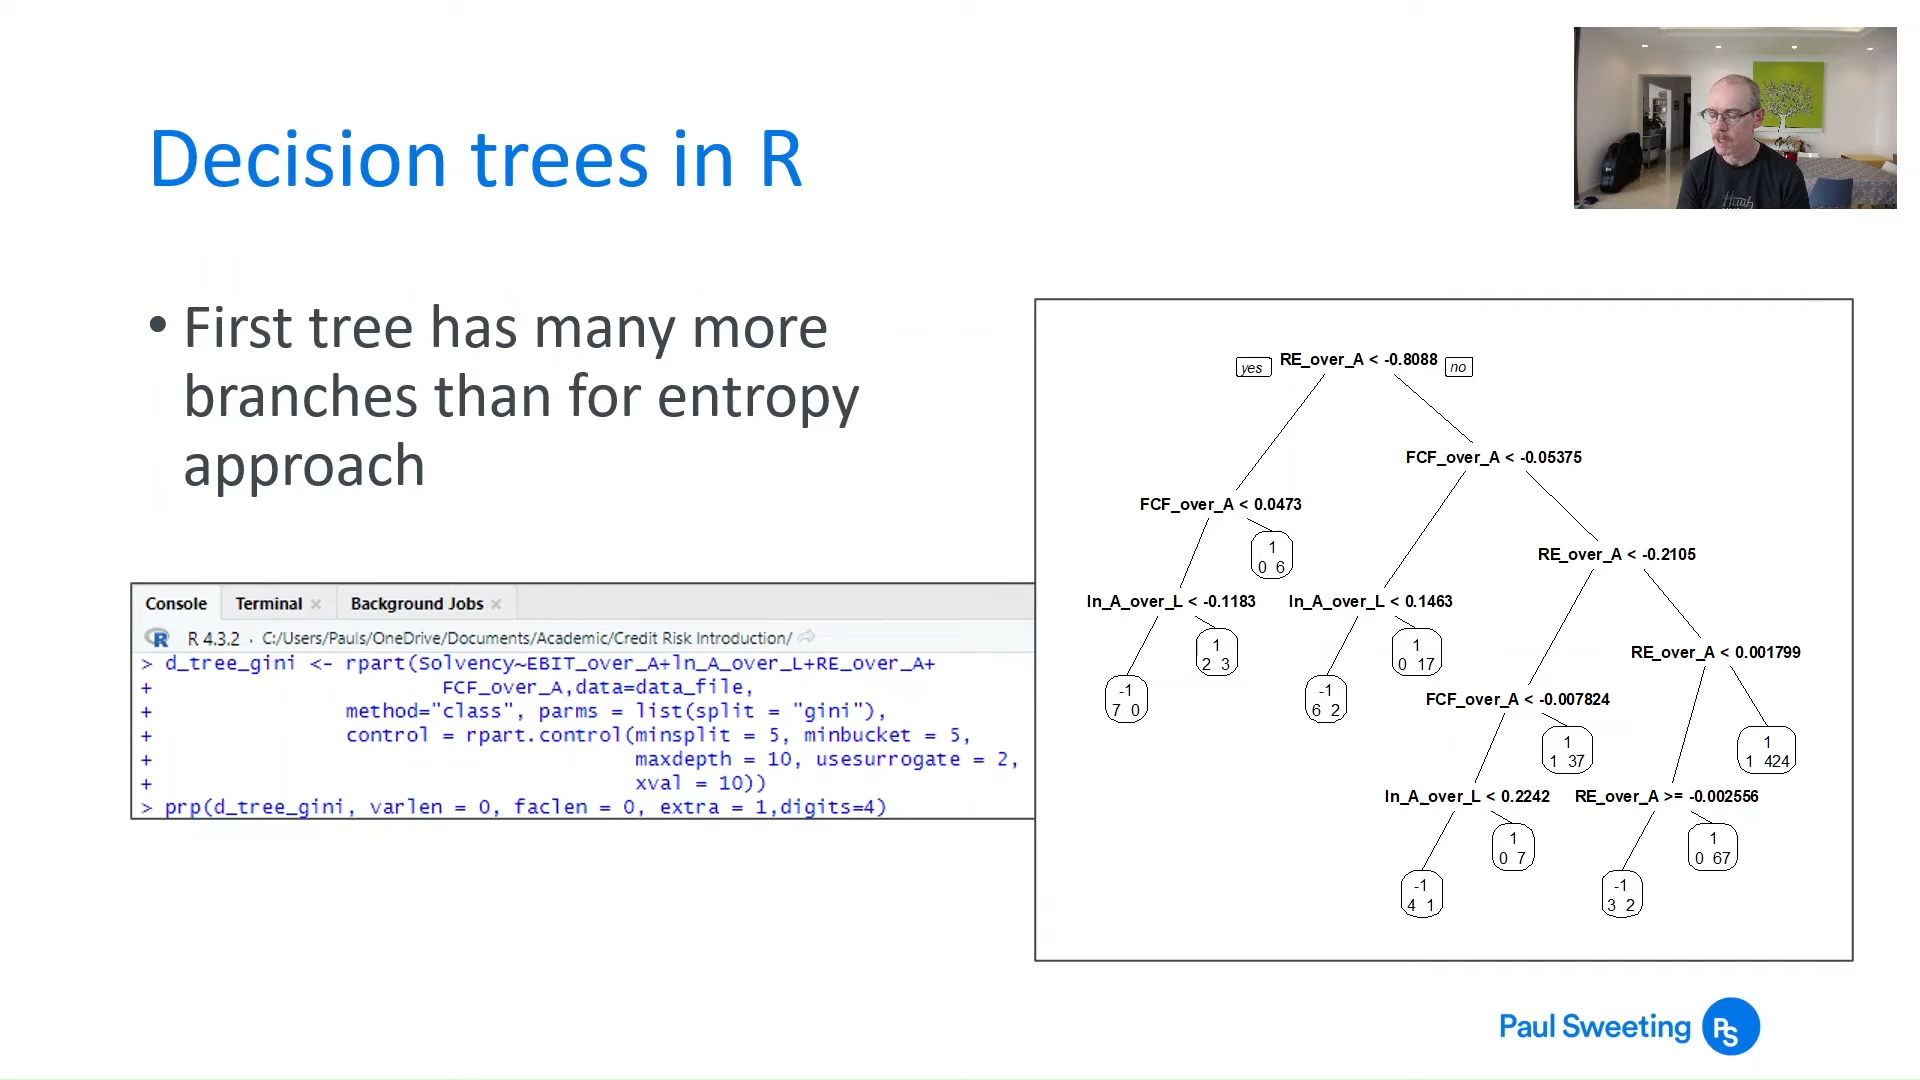 Decision trees in R
• First tree has many more
branches than for entropy
approach
Console Terminal × Background Jobs ×
R R 4.3.2 · C:/Users/Pauls/OneDrive/Documents/Academic/Credit Risk Introduction/
> d_tree_gini <- rpart(Solvency~EBIT_over_A+ln_A_over_L+RE_over_A+
+ FCF_over_A,data=data_file,
+ method="class", parms = list(split = "gini"),
+ control = rpart.control(minsplit = 5, minbucket = 5,
+ maxdepth = 10, usesurrogate = 2,
+ xval = 10))
> prp(d_tree_gini, varlen = 0, faclen = 0, extra = 1,digits=4)
yes RE_over_A < -0.8088 no
FCF_over_A < -0.05375
FCF_over_A < 0.0473
1
0 6
RE_over_A < -0.2105
ln_A_over_L < -0.1183
ln_A_over_L < 0.1463
1
2 3
1
0 17
RE_over_A < 0.001799
-1
7 0
-1
6 2
FCF_over_A < -0.007824
1
1 37
1
1 424
ln_A_over_L < 0.2242
RE_over_A >= -0.002556
1
0 7
1
0 67
-1
4 1
-1
3 2
Paul Sweeting PS